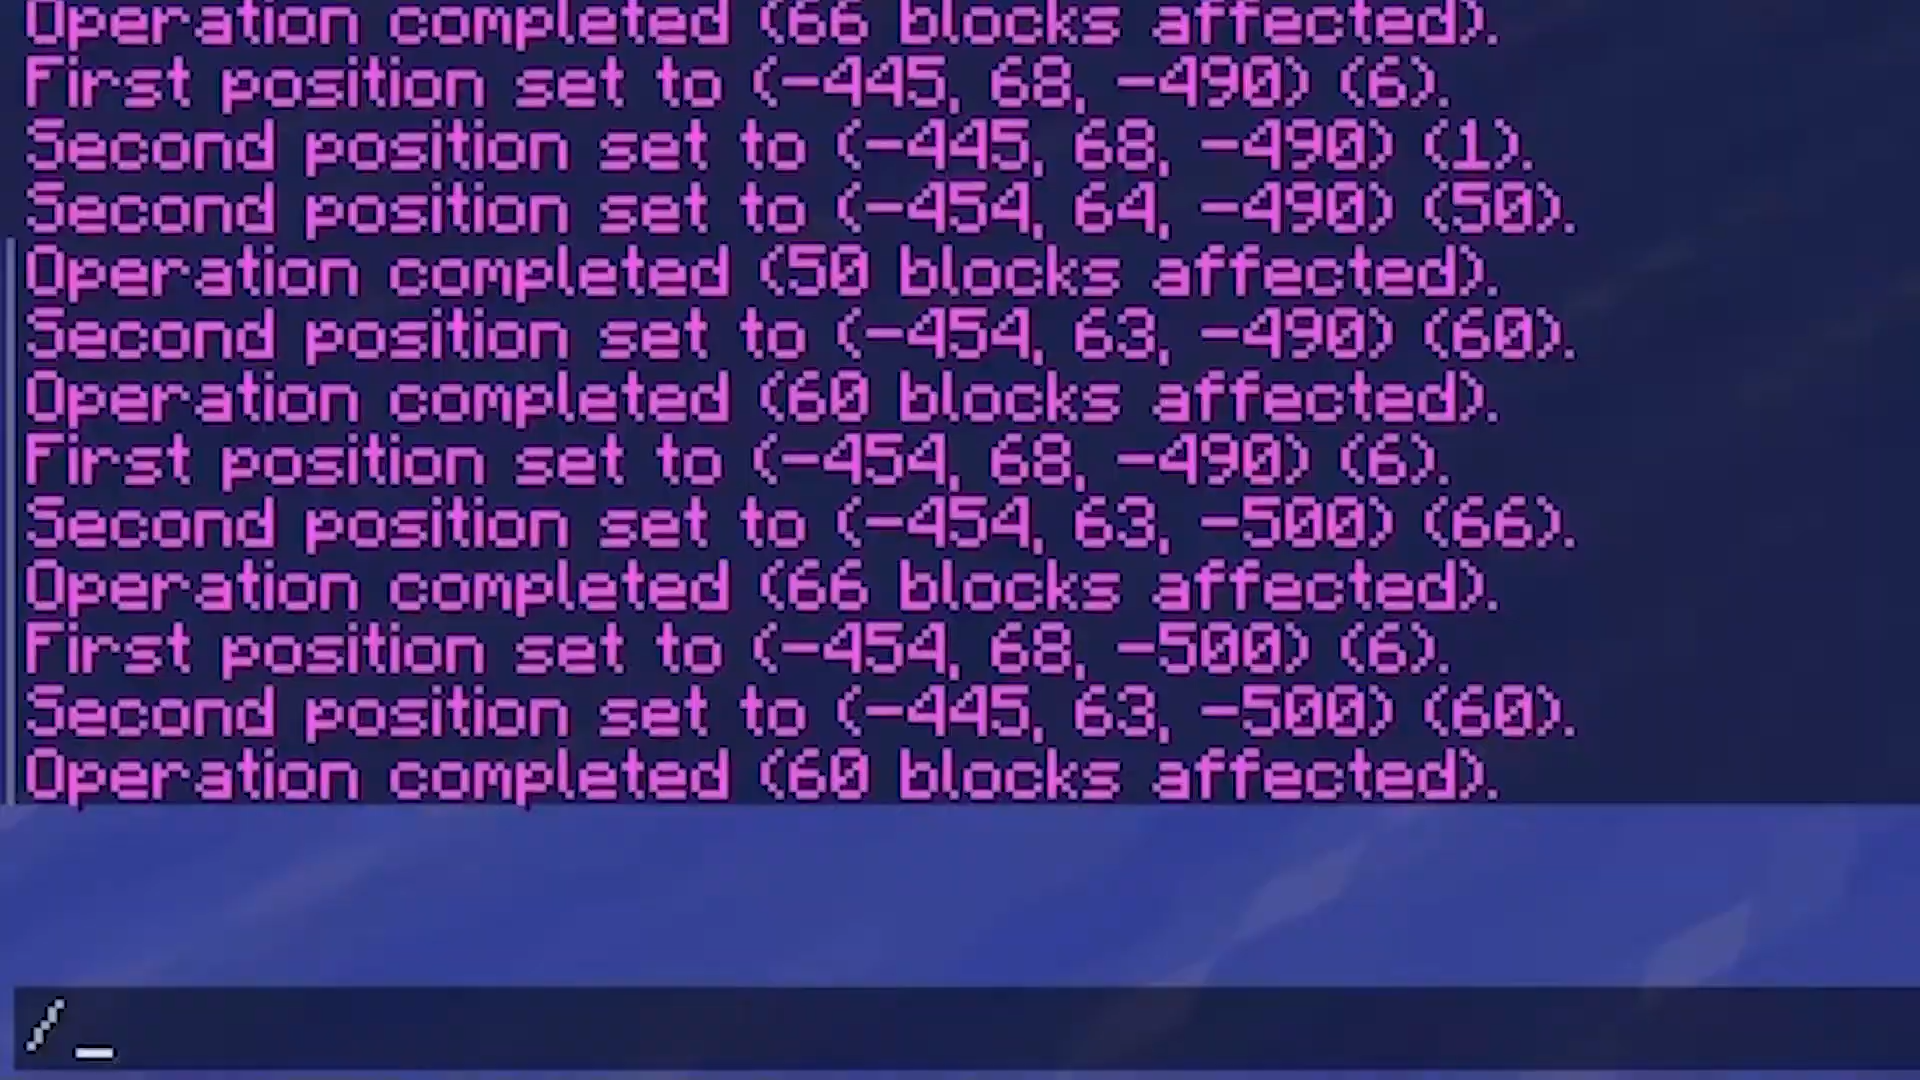 Operation completed (66 blocks affected).
First position set to (-445, 68, -490) (6).
Second position set to (-445, 68, -490) (1).
Second position set to (-454, 64, -490) (50).
Operation completed (50 blocks affected).
Second position set to (-454, 63, -490) (60).
Operation completed (60 blocks affected).
First position set to (-454, 68, -490) (6).
Second position set to (-454, 63, -500) (66).
Operation completed (66 blocks affected).
First position set to (-454, 68, -500) (6).
Second position set to (-445, 63, -500) (60).
Operation completed (60 blocks affected).
/_